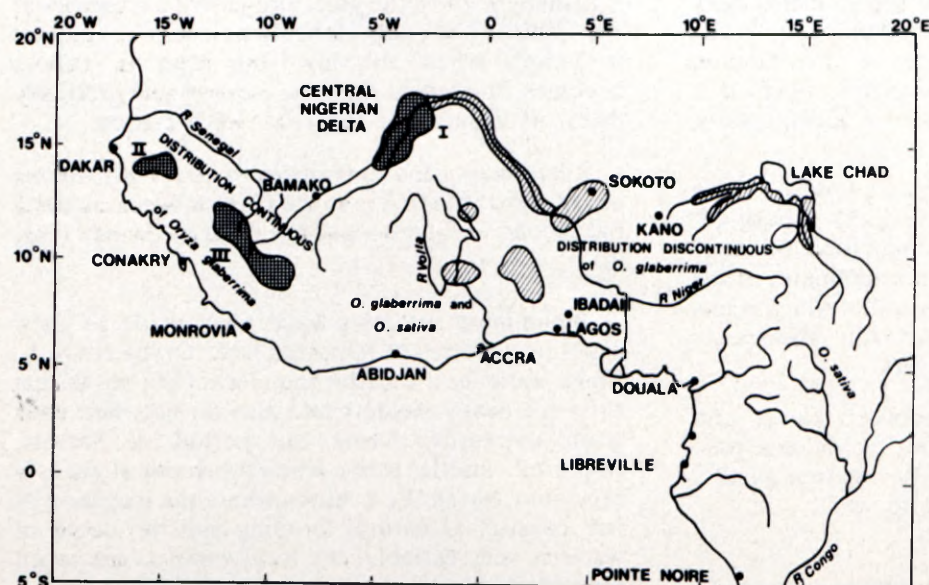 20°W 15°W 10°W 5°W 0 5°E 10°E 15°E 20°E
20°N
15°N
10°N
5°N
0
5°S
CENTRAL
NIGERIAN
DELTA
I
R Senegal
II
DAKAR
DISTRIBUTION CONTINUOUS
of Oryza glaberrima
BAMAKO
SOKOTO
LAKE CHAD
KANO
III
DISTRIBUTION DISCONTINUOUS
of O. glaberrima
CONAKRY
R Volta
R Niger
O. glaberrima and
O. sativa
IBADAN
MONROVIA
LAGOS
ACCRA
ABIDJAN
DOUALA
O. sativa
LIBREVILLE
R Congo
POINTE NOIRE